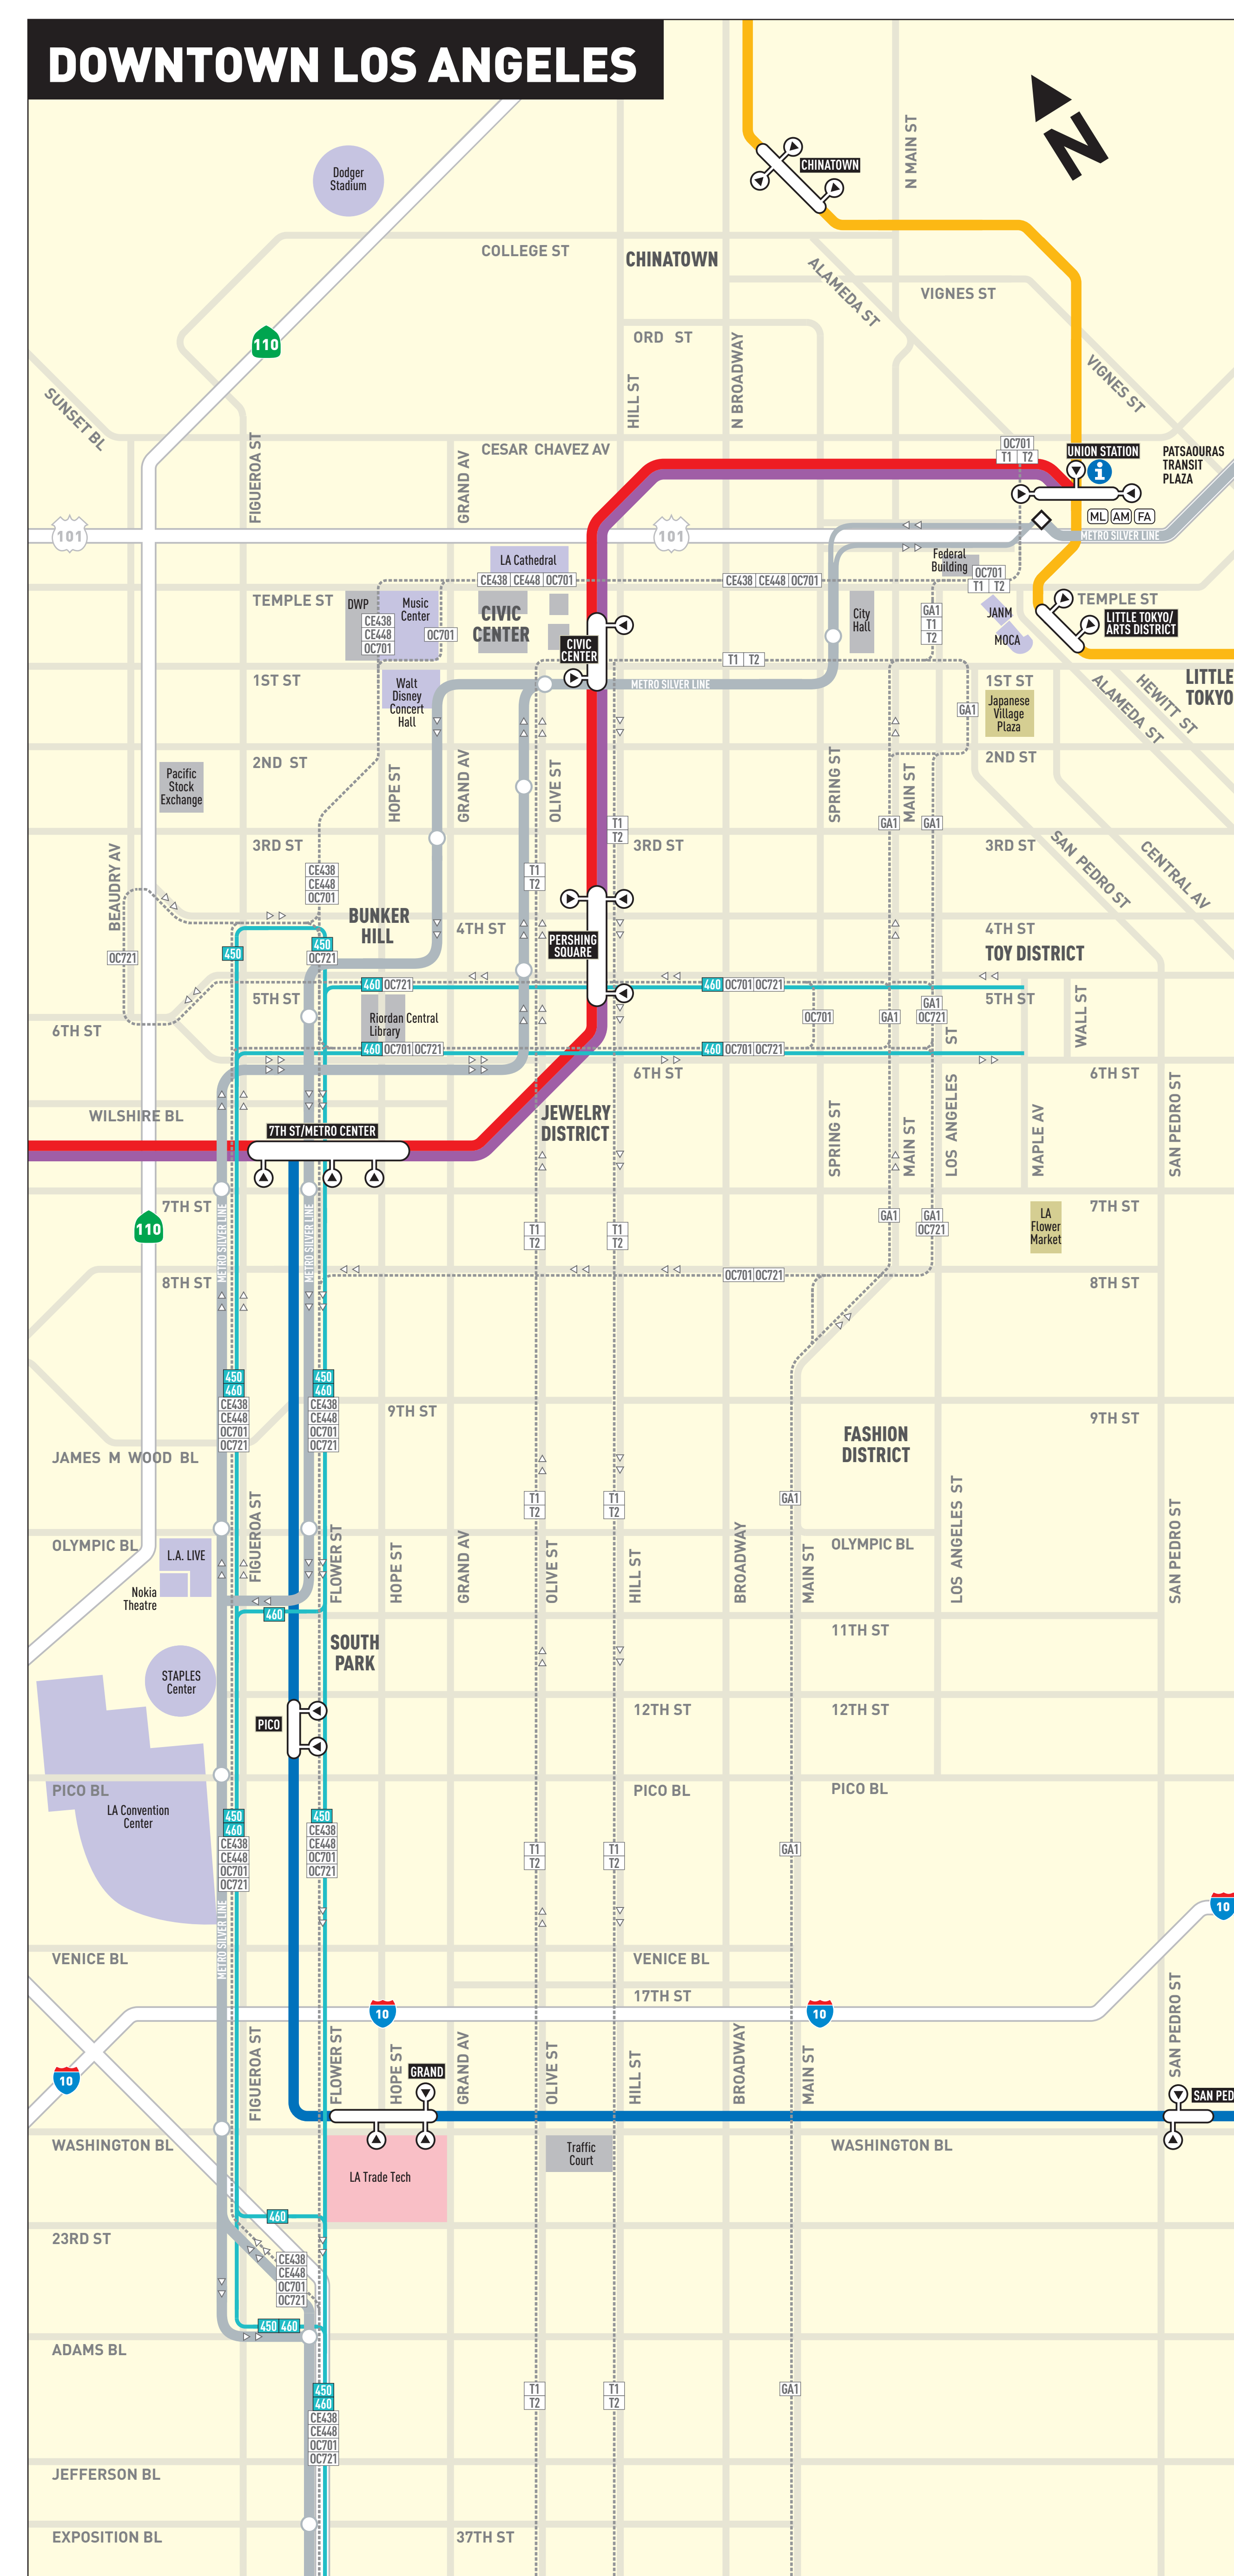 DOWNTOWN LOS ANGELES
N
N MAIN ST
CHINATOWN
Dodger
Stadium
COLLEGE ST
CHINATOWN
ALAMEDA ST
VIGNES ST
110
ORD ST
HILL ST
N BROADWAY
VIGNES ST
SUNSET BL
FIGUEROA ST
GRAND AV
CESAR CHAVEZ AV
OC701
T1 T2
UNION STATION
PATSAOURAS
TRANSIT
PLAZA
i
ML AM FA
101
101
METRO SILVER LINE
LA Cathedral
Federal
Building
CE438 CE448 OC701
CE438 CE448 OC701
OC701
T1 T2
TEMPLE ST
DWP
Music
Center
CE438
CE448
OC701
OC701
CIVIC
CENTER
City
Hall
GA1
T1
T2
JANM
MOCA
TEMPLE ST
LITTLE TOKYO/
ARTS DISTRICT
CIVIC
CENTER
T1 T2
1ST ST
Walt
Disney
Concert
Hall
METRO SILVER LINE
1ST ST
LITTLE
TOKYO
Japanese
Village
Plaza
GA1
ALAMEDA ST
HEWITT ST
2ND ST
2ND ST
Pacific
Stock
Exchange
HOPE ST
GRAND AV
OLIVE ST
SPRING ST
MAIN ST
T1
T2
GA1
GA1
3RD ST
3RD ST
3RD ST
BEAUDRY AV
SAN PEDRO ST
CENTRAL AV
CE438
CE448
OC701
T1
T2
BUNKER
HILL
4TH ST
4TH ST
450
450
OC721
OC721
PERSHING
SQUARE
TOY DISTRICT
460 OC721
460 OC701 OC721
5TH ST
5TH ST
GA1
OC721
WALL ST
OC701
GA1
6TH ST
Riordan Central
Library
460 OC701 OC721
460 OC701 OC721
6TH ST
6TH ST
WILSHIRE BL
JEWELRY
DISTRICT
7TH ST/METRO CENTER
SPRING ST
MAIN ST
LOS ANGELES ST
MAPLE AV
SAN PEDRO ST
7TH ST
7TH ST
110
METRO SILVER LINE
METRO SILVER LINE
T1
T2
T1
T2
GA1
GA1
OC721
LA
Flower
Market
8TH ST
OC701 OC721
8TH ST
450
460
CE438
CE448
OC701
OC721
450
460
CE438
CE448
OC701
OC721
9TH ST
9TH ST
FASHION
DISTRICT
JAMES M WOOD BL
T1
T2
T1
T2
GA1
OLYMPIC BL
L.A. LIVE
Nokia
Theatre
FIGUEROA ST
FLOWER ST
HOPE ST
GRAND AV
OLIVE ST
HILL ST
BROADWAY
MAIN ST
OLYMPIC BL
LOS ANGELES ST
SAN PEDRO ST
460
11TH ST
SOUTH
PARK
STAPLES
Center
PICO
12TH ST
12TH ST
PICO BL
PICO BL
PICO BL
LA Convention
Center
450
460
CE438
CE448
OC701
OC721
450
CE438
CE448
OC701
OC721
T1
T2
T1
T2
GA1
METRO SILVER LINE
10
VENICE BL
VENICE BL
17TH ST
10
10
10
FIGUEROA ST
FLOWER ST
HOPE ST
GRAND
GRAND AV
OLIVE ST
HILL ST
BROADWAY
MAIN ST
SAN PEDRO ST
SAN PED
WASHINGTON BL
WASHINGTON BL
Traffic
Court
LA Trade Tech
460
23RD ST
CE438
CE448
OC701
OC721
450 460
ADAMS BL
450
460
CE438
CE448
OC701
OC721
T1
T2
T1
T2
GA1
JEFFERSON BL
EXPOSITION BL
37TH ST